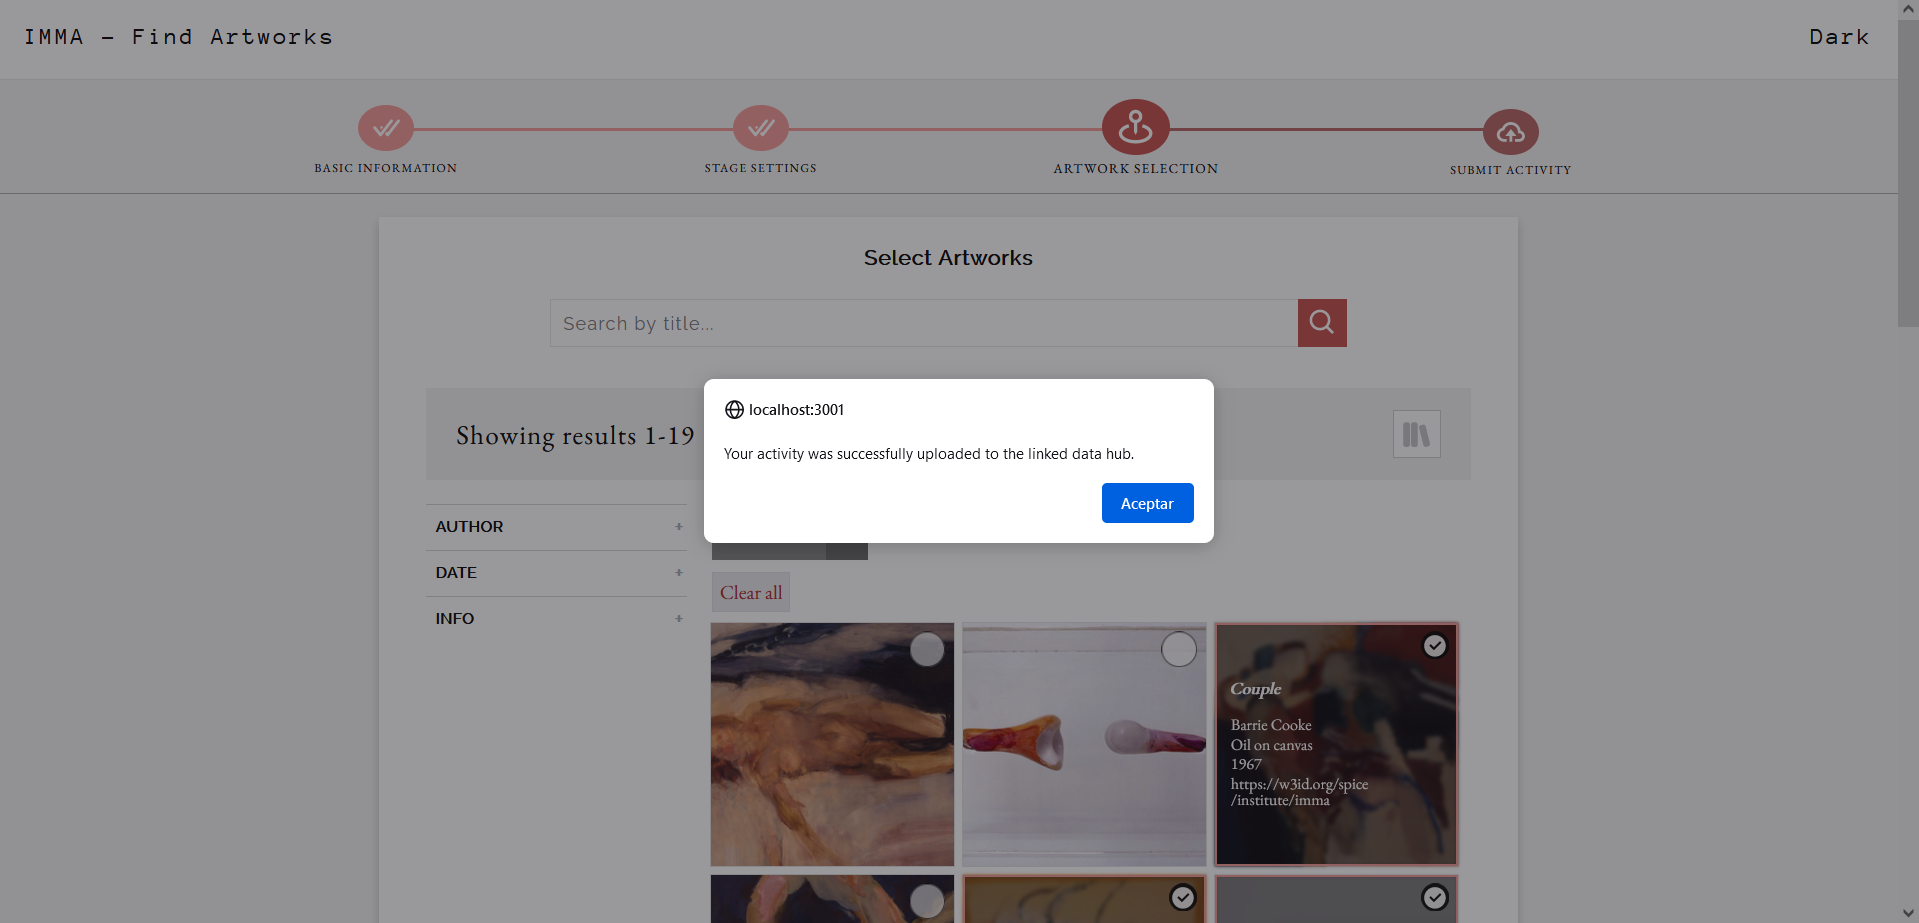 IMMA - Find Artworks
Dark
BASIC INFORMATION
STAGE SETTINGS
ARTWORK SELECTION
SUBMIT ACTIVITY
Select Artworks
Search by title...
Showing results 1-19
localhost:3001
Your activity was successfully uploaded to the linked data hub.
Aceptar
AUTHOR +
DATE +
INFO +
Clear all
Couple
Barrie Cooke
Oil on canvas
1967
https://w3id.org/spice
/institute/imma